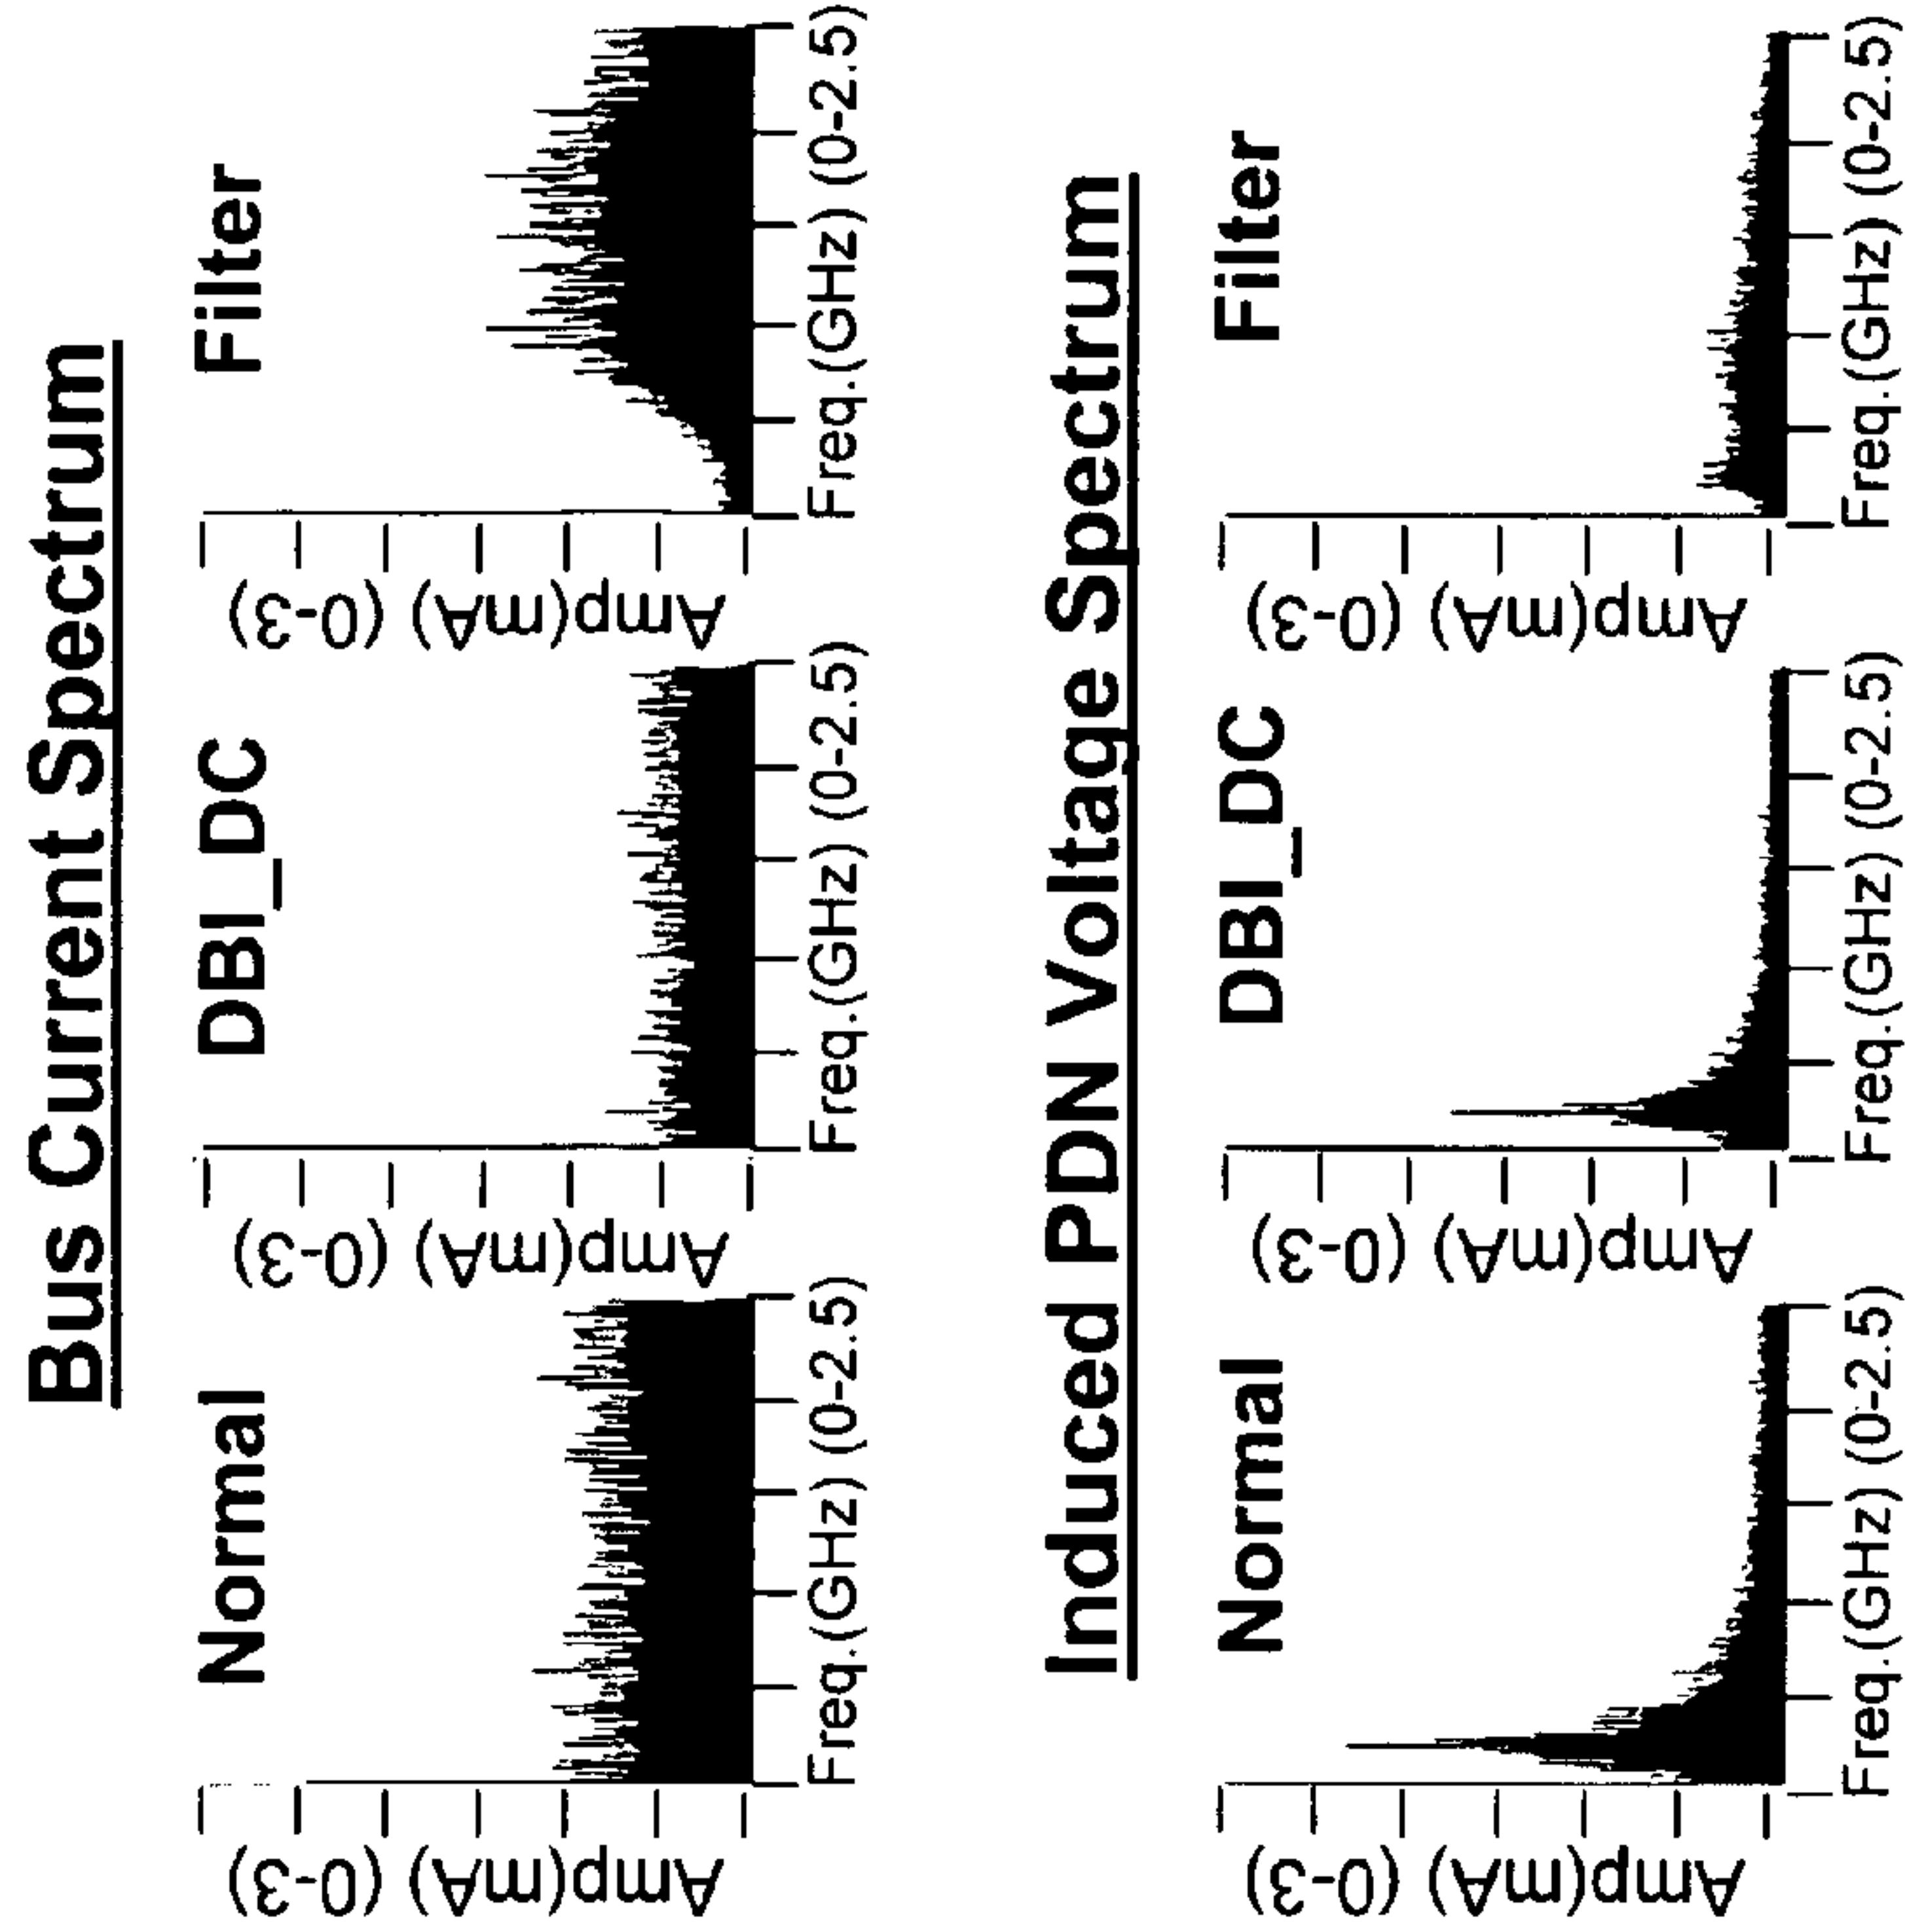 Bus Current Spectrum
Normal
DBI_DC
Filter
Amp(mA) (0-3)
Freq.(GHz) (0-2.5)
Amp(mA) (0-3)
Freq.(GHz) (0-2.5)
Amp(mA) (0-3)
Freq.(GHz) (0-2.5)
Induced PDN Voltage Spectrum
Normal
DBI_DC
Filter
Amp(mA) (0-3)
Freq.(GHz) (0-2.5)
Amp(mA) (0-3)
Freq.(GHz) (0-2.5)
Amp(mA) (0-3)
Freq.(GHz) (0-2.5)